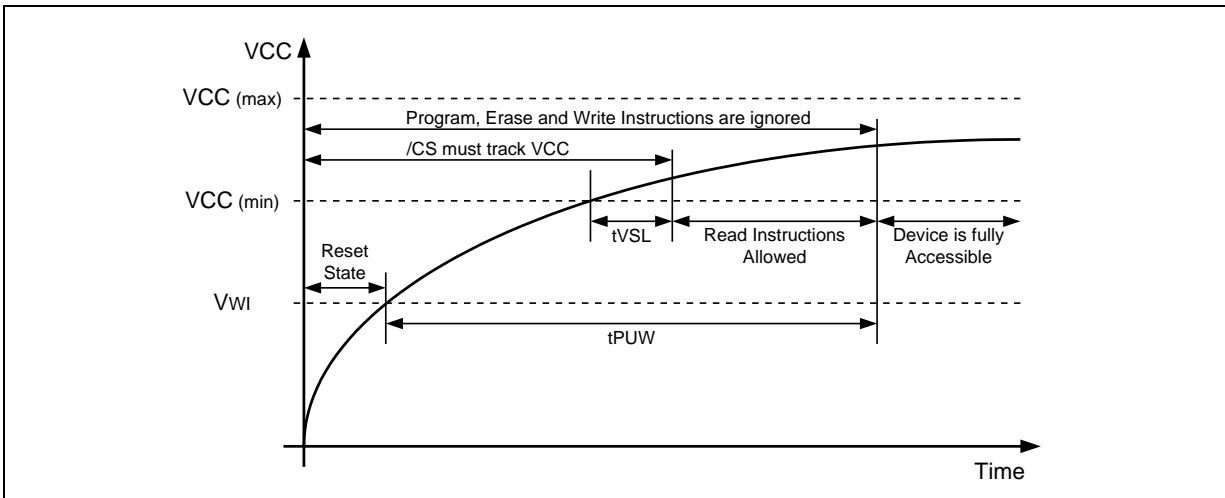 VCC
VCC (max)
Program, Erase and Write Instructions are ignored
/CS must track VCC
VCC (min)
tVSL
Read Instructions
Allowed
Device is fully
Accessible
Reset
State
VWI
tPUW
Time